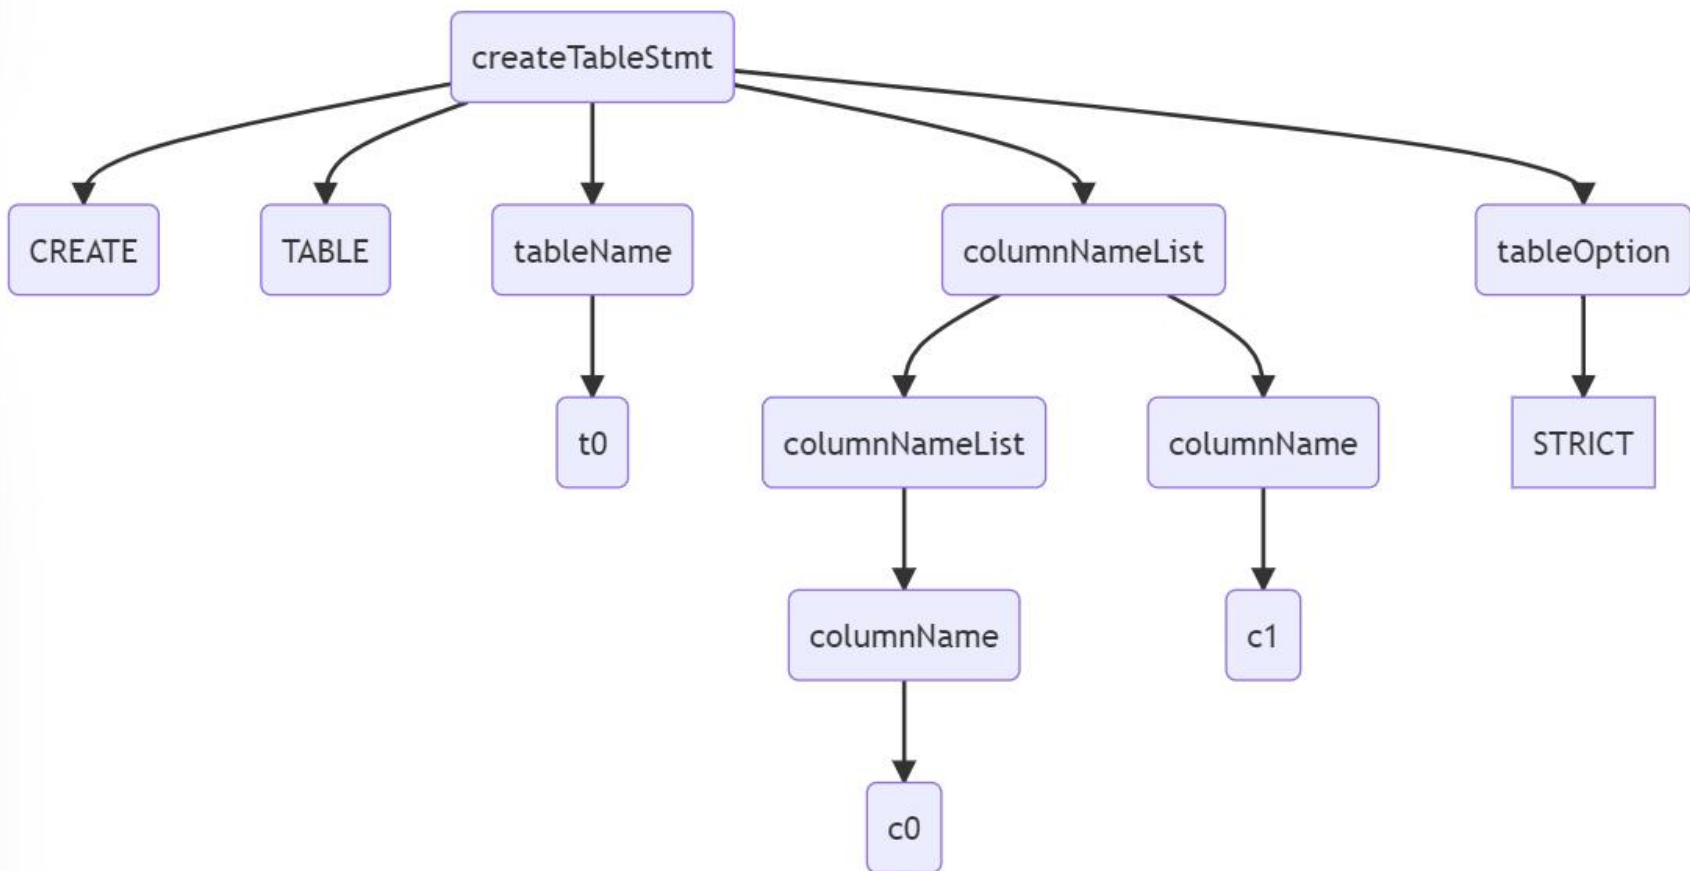 createTableStmt
CREATE
TABLE
tableName
columnNameList
tableOption
t0
columnNameList
columnName
STRICT
columnName
c1
c0